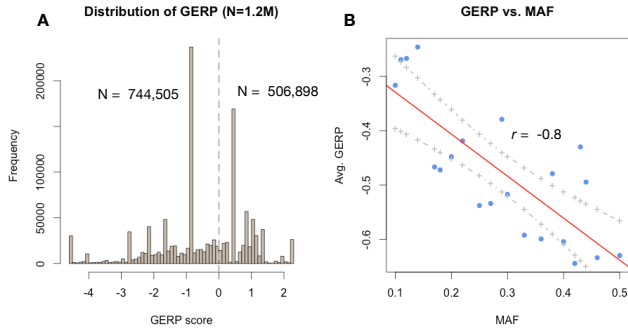 A
Distribution of GERP (N=1.2M)
N = 744,505
N = 506,898
Frequency
0
50000
100000
200000
-4
-3
-2
-1
0
1
2
GERP score
B
GERP vs. MAF
r = -0.8
Avg. GERP
-0.3
-0.4
-0.5
-0.6
0.1
0.2
0.3
0.4
0.5
MAF